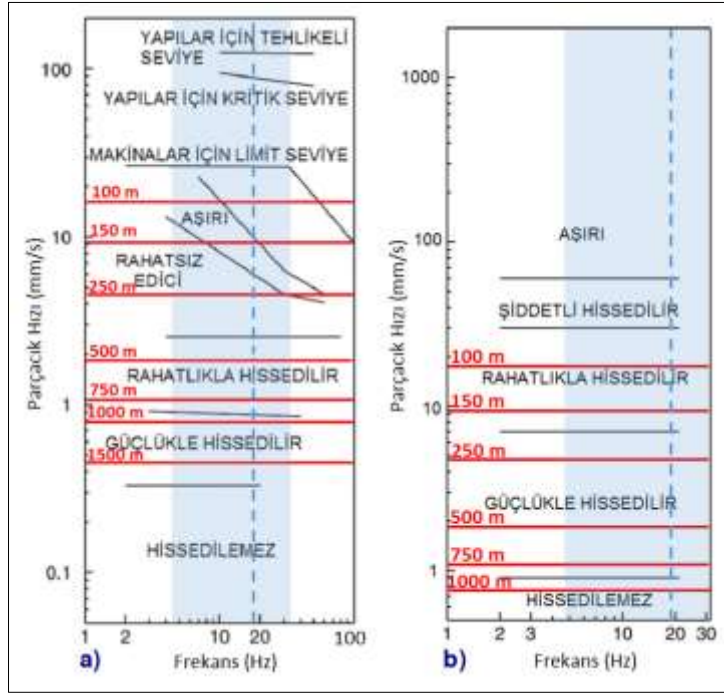 YAPILAR İÇİN TEHLİKELİ
SEVİYE
100
YAPILAR İÇİN KRİTİK SEVİYE
MAKİNALAR İÇİN LİMİT SEVİYE
100 m
AŞIRI
150 m
10
RAHATSIZ
EDİCİ
250 m
500 m
RAHATLIKLA HİSSEDİLİR
750 m
1
1000 m
GÜÇLÜKLE HİSSEDİLİR
1500 m
HİSSEDİLEMEZ
0.1
Parçacık Hızı (mm/s)
1 2 10 20 100
a) Frekans (Hz)
1000
100
AŞIRI
ŞİDDETLİ HİSSEDİLİR
100 m
RAHATLIKLA HİSSEDİLİR
150 m
10
250 m
GÜÇLÜKLE HİSSEDİLİR
500 m
750 m
1
1000 m
HİSSEDİLEMEZ
Parçacık Hızı (mm/s)
1 2 3 10 20 30
b) Frekans (Hz)